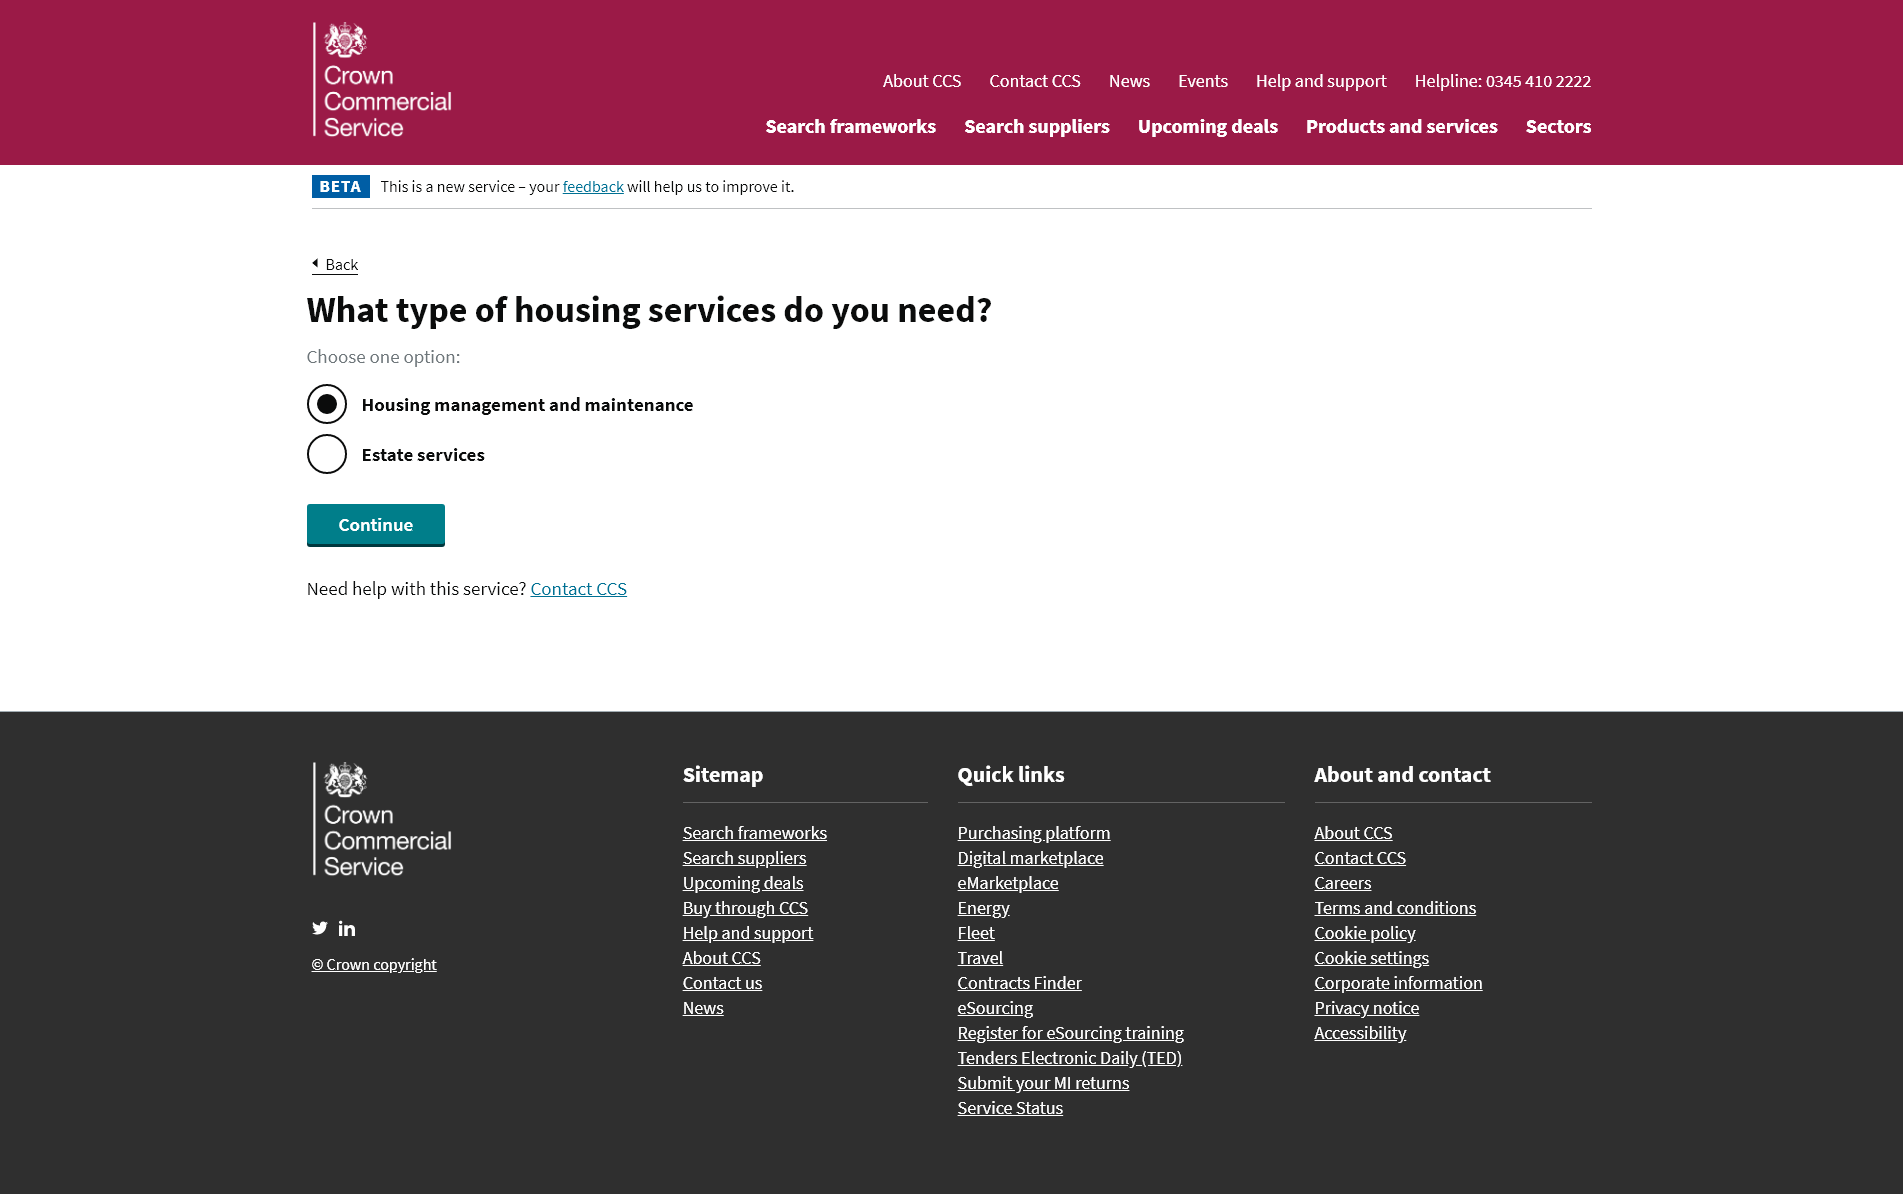 Crown
Commercial
Service
About CCS Contact CCS News Events Help and support Helpline: 0345 410 2222
Search frameworks Search suppliers Upcoming deals Products and services Sectors
BETA This is a new service – your feedback will help us to improve it.
Back
What type of housing services do you need?
Choose one option:
Housing management and maintenance
Estate services
Continue
Need help with this service? Contact CCS
Crown
Commercial
Service
© Crown copyright
Sitemap
Search frameworks
Search suppliers
Upcoming deals
Buy through CCS
Help and support
About CCS
Contact us
News
Quick links
Purchasing platform
Digital marketplace
eMarketplace
Energy
Fleet
Travel
Contracts Finder
eSourcing
Register for eSourcing training
Tenders Electronic Daily (TED)
Submit your MI returns
Service Status
About and contact
About CCS
Contact CCS
Careers
Terms and conditions
Cookie policy
Cookie settings
Corporate information
Privacy notice
Accessibility